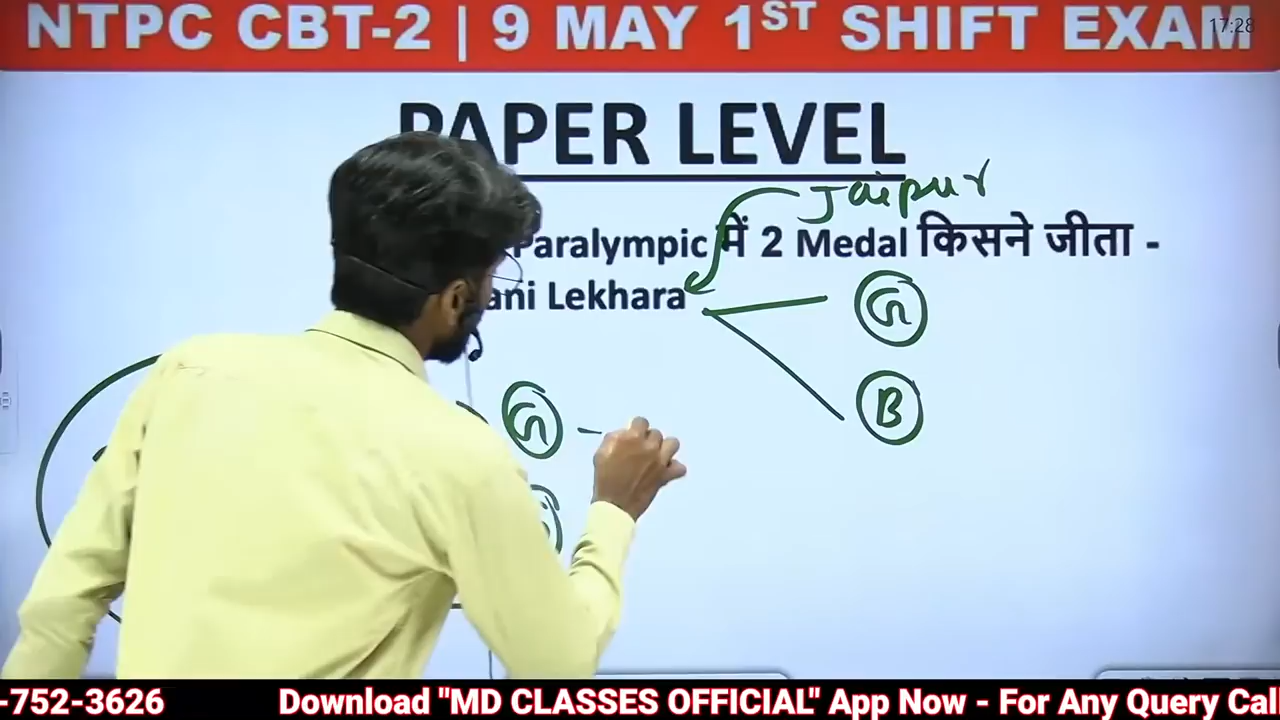 NTPC CBT-2 | 9 MAY 1ST SHIFT EXAM
17:28
PAPER LEVEL
Jaipur
Paralympic में 2 Medal किसने जीता -
Lekhara
G
B
G -
-752-3626 Download "MD CLASSES OFFICIAL" App Now - For Any Query Cal